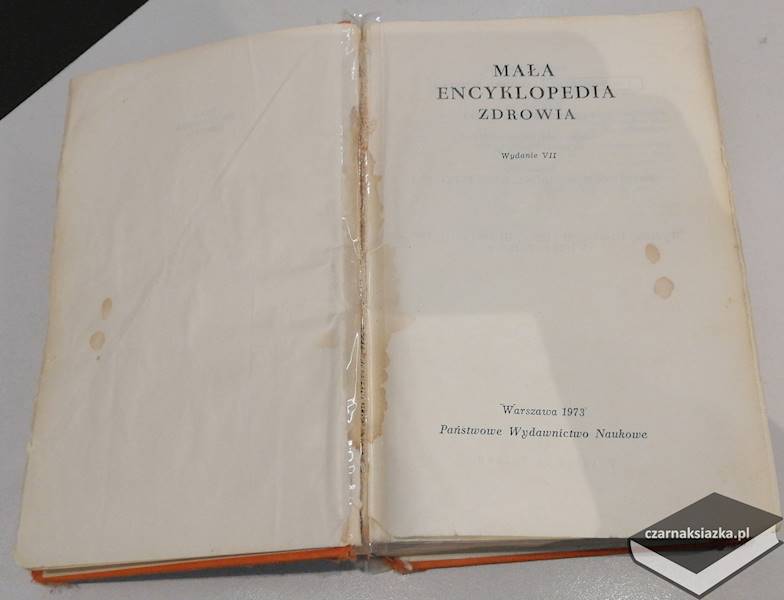 MAŁA
ENCYKLOPEDIA
ZDROWIA
Wydanie VII
Warszawa 1973
Państwowe Wydawnictwo Naukowe
czarnaksiazka.pl